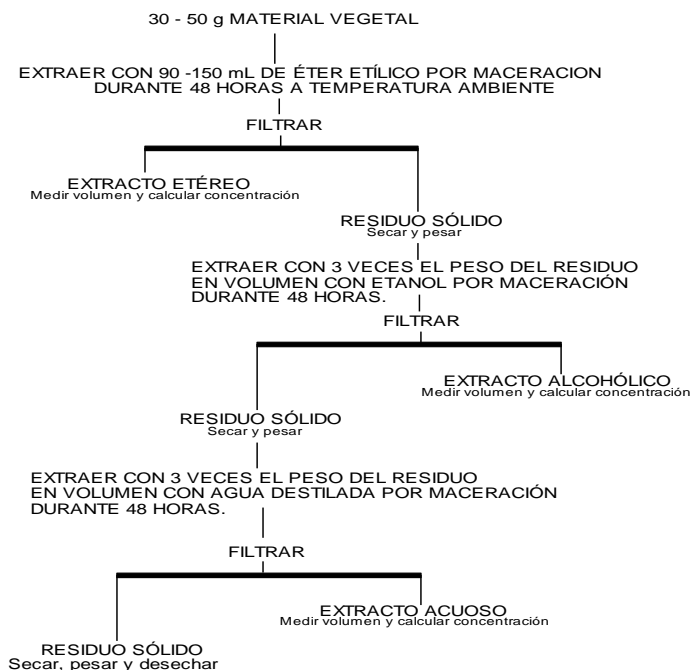 30 - 50 g MATERIAL VEGETAL
EXTRAER CON 90 -150 mL DE ÉTER ETÍLICO POR MACERACION
DURANTE 48 HORAS A TEMPERATURA AMBIENTE
FILTRAR
EXTRACTO ETÉREO
Medir volumen y calcular concentración
RESIDUO SÓLIDO
Secar y pesar
EXTRAER CON 3 VECES EL PESO DEL RESIDUO
EN VOLUMEN CON ETANOL POR MACERACIÓN
DURANTE 48 HORAS.
FILTRAR
EXTRACTO ALCOHÓLICO
Medir volumen y calcular concentración
RESIDUO SÓLIDO
Secar y pesar
EXTRAER CON 3 VECES EL PESO DEL RESIDUO
EN VOLUMEN CON AGUA DESTILADA POR MACERACIÓN
DURANTE 48 HORAS.
FILTRAR
EXTRACTO ACUOSO
Medir volumen y calcular concentración
RESIDUO SÓLIDO
Secar, pesar y desechar